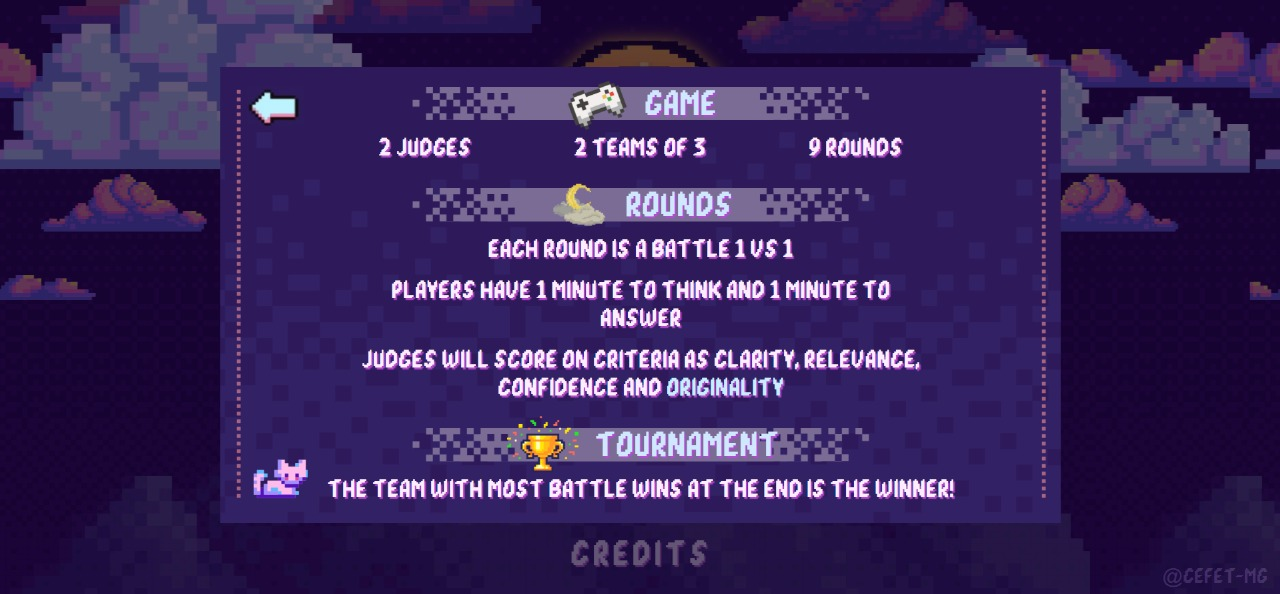 GAME
2 JUDGES 2 TEAMS OF 3 9 ROUNDS
ROUNDS
EACH ROUND IS A BATTLE 1 VS 1
PLAYERS HAVE 1 MINUTE TO THINK AND 1 MINUTE TO
ANSWER
JUDGES WILL SCORE ON CRITERIA AS CLARITY, RELEVANCE,
CONFIDENCE AND ORIGINALITY
TOURNAMENT
THE TEAM WITH MOST BATTLE WINS AT THE END IS THE WINNER!
CREDITS
@CEFET-MG